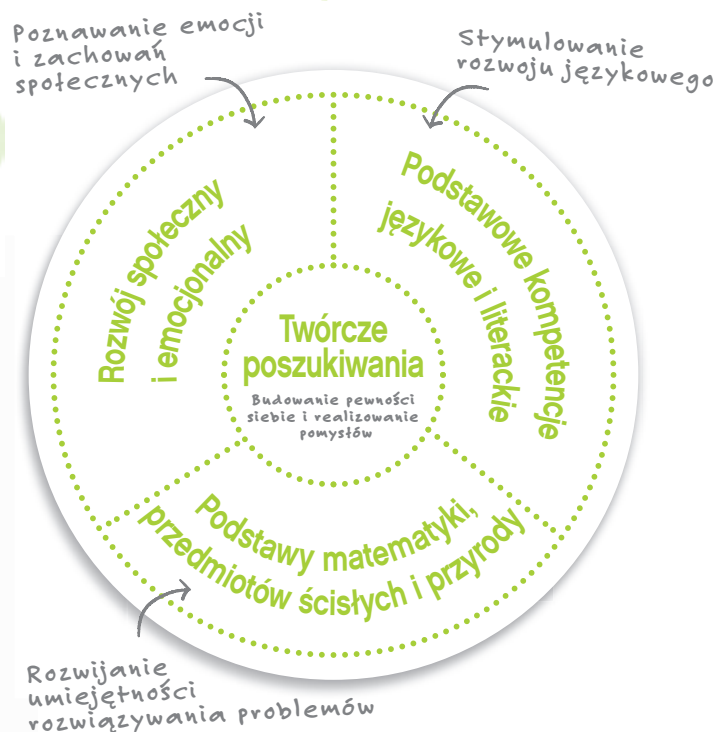 Poznawanie emocji
i zachowań
społecznych
Stymulowanie
rozwoju językowego
Rozwój społeczny
i emocjonalny
Podstawowe kompetencje
językowe i literackie
Twórcze
poszukiwania
Budowanie pewności
siebie i realizowanie
pomysłów
Podstawy matematyki,
przedmiotów ścisłych i przyrody
Rozwijanie
umiejętności
rozwiązywania problemów